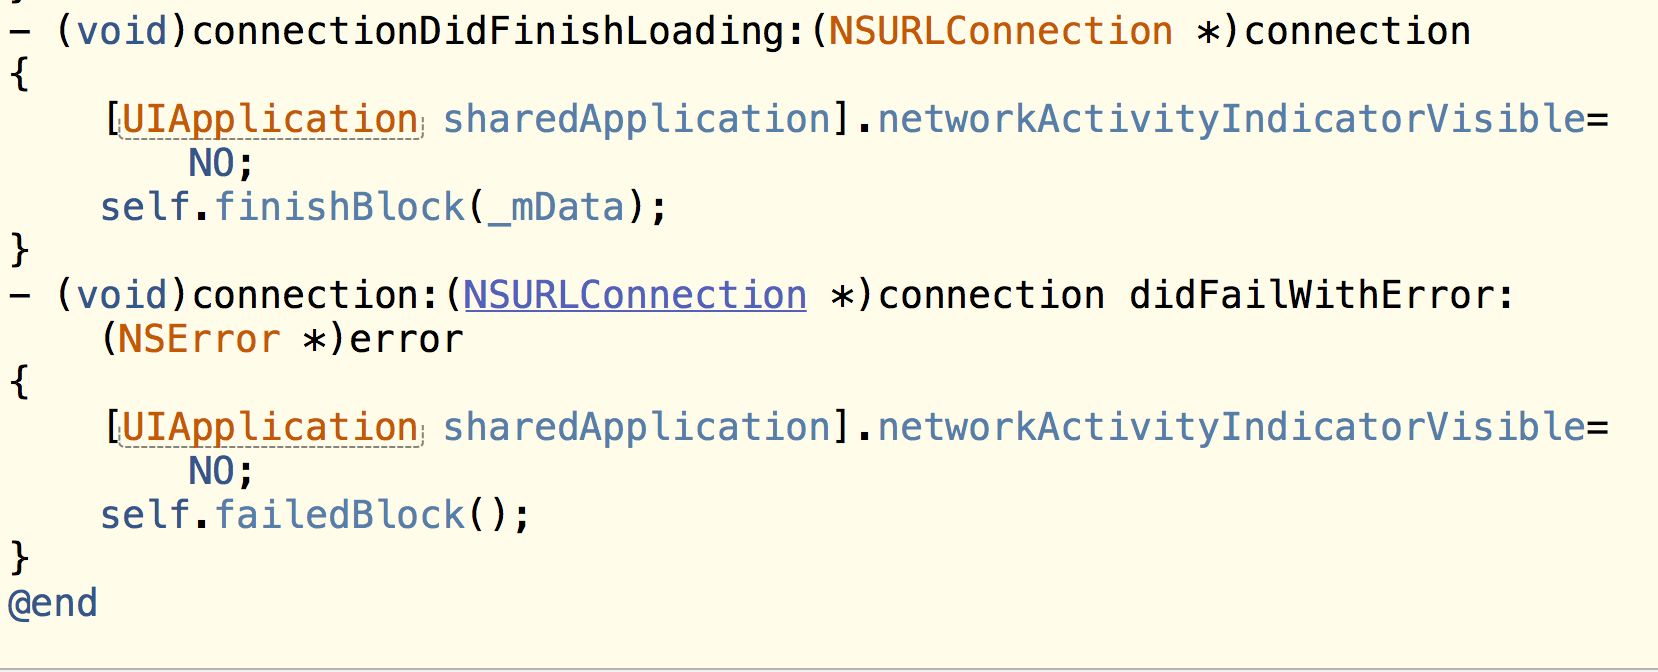 - (void)connectionDidFinishLoading:(NSURLConnection *)connection
{
    [UIApplication sharedApplication].networkActivityIndicatorVisible=
        NO;
    self.finishBlock(_mData);
}
- (void)connection:(NSURLConnection *)connection didFailWithError:
    (NSError *)error
{
    [UIApplication sharedApplication].networkActivityIndicatorVisible=
        NO;
    self.failedBlock();
}
@end